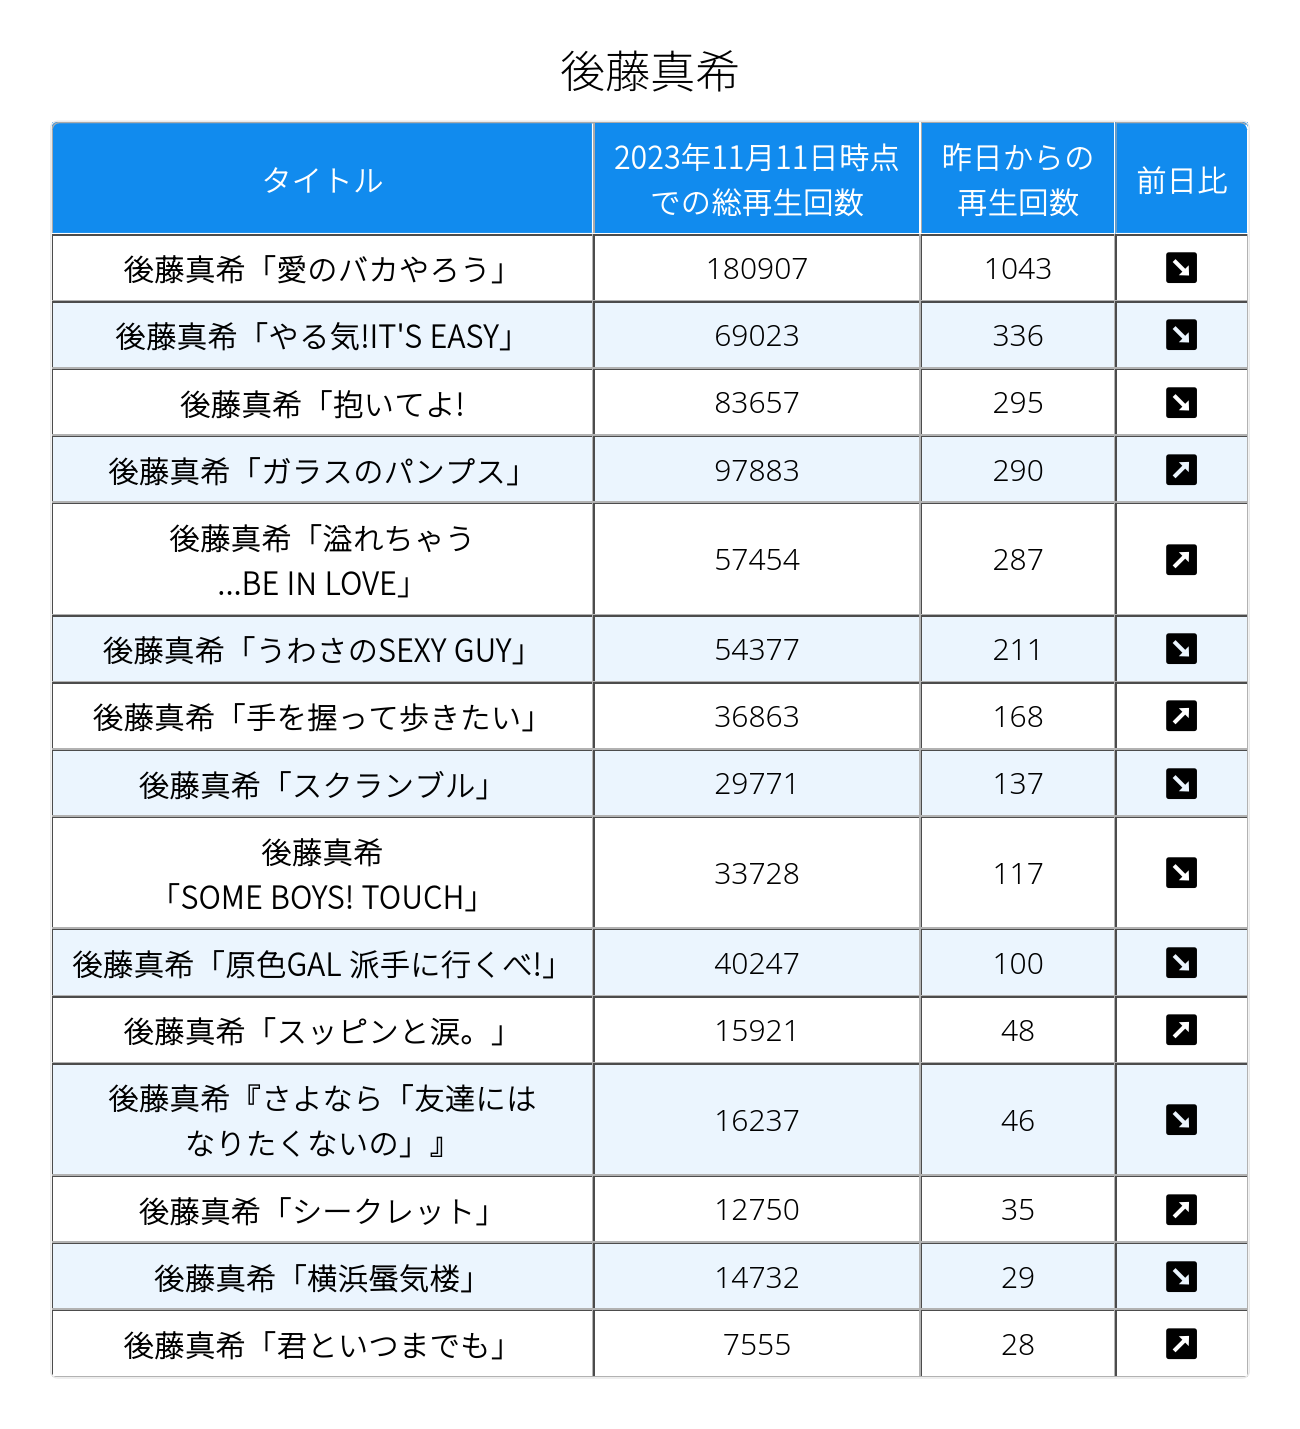 後藤真希
タイトル
2023年11月11日時点
での総再生回数
昨日からの
再生回数
前日比
後藤真希「愛のバカやろう」 180907 1043 ↘
後藤真希「やる気!IT'S EASY」 69023 336 ↘
後藤真希「抱いてよ! 83657 295 ↘
後藤真希「ガラスのパンプス」 97883 290 ↗
後藤真希「溢れちゃう
...BE IN LOVE」 57454 287 ↗
後藤真希「うわさのSEXY GUY」 54377 211 ↘
後藤真希「手を握って歩きたい」 36863 168 ↗
後藤真希「スクランブル」 29771 137 ↘
後藤真希
「SOME BOYS! TOUCH」 33728 117 ↘
後藤真希「原色GAL 派手に行くべ!」 40247 100 ↘
後藤真希「スッピンと涙。」 15921 48 ↗
後藤真希『さよなら「友達には
なりたくないの」』 16237 46 ↘
後藤真希「シークレット」 12750 35 ↗
後藤真希「横浜蜃気楼」 14732 29 ↘
後藤真希「君といつまでも」 7555 28 ↗